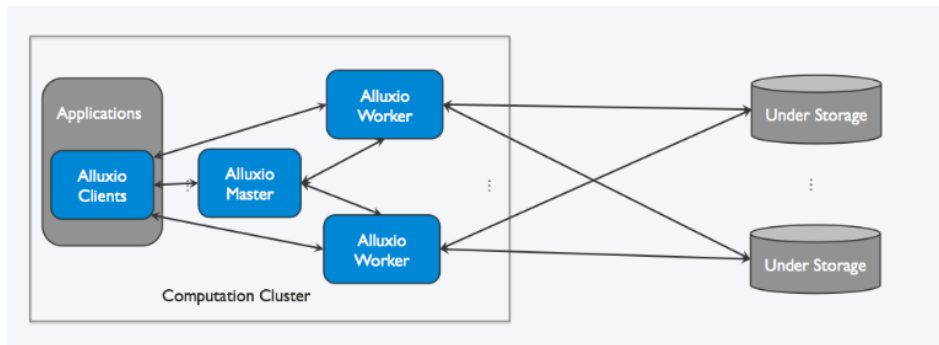 Applications
Alluxio
Clients
Alluxio
Master
Alluxio
Worker
Alluxio
Worker
Computation Cluster
Under Storage
Under Storage